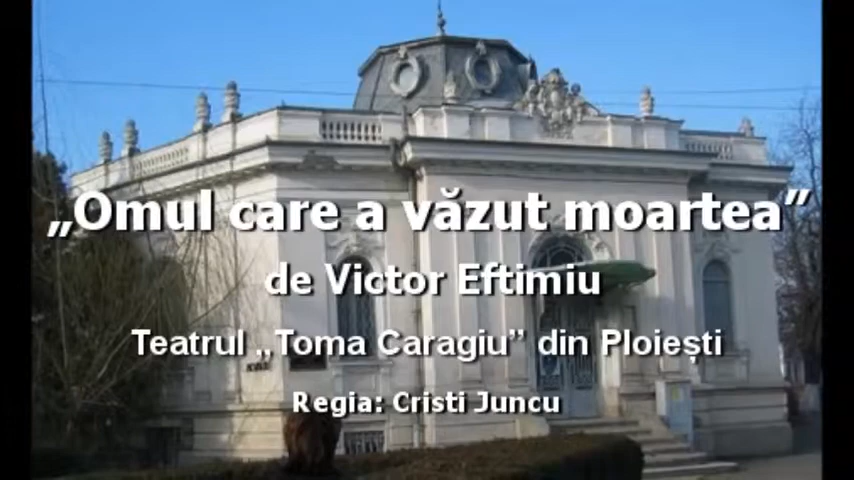 „Omul care a văzut moartea”
de Victor Eftimiu
Teatrul „Toma Caragiu” din Ploiești
Regia: Cristi Juncu